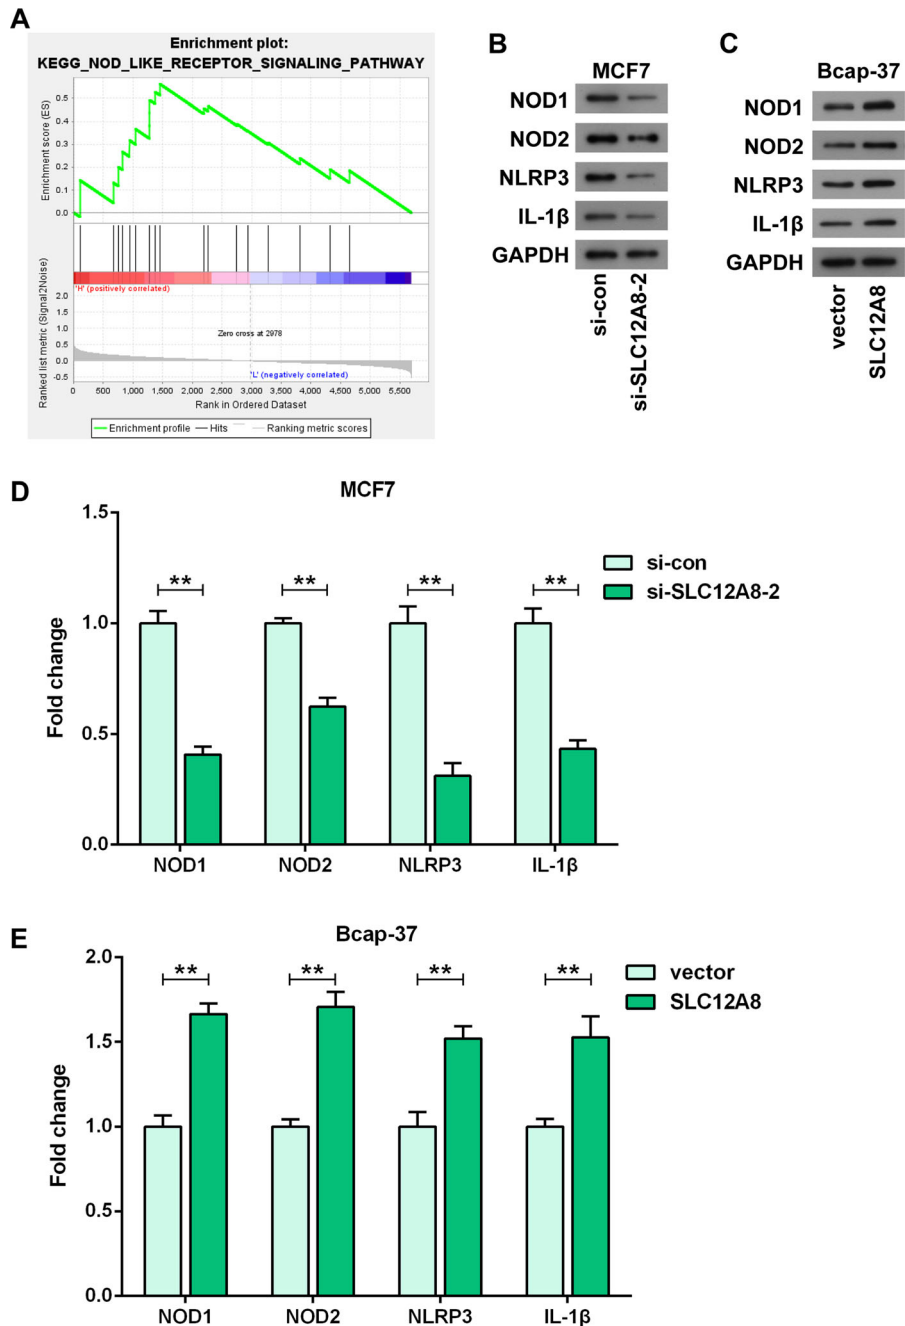 A
Enrichment plot:
KEGG_NOD_LIKE_RECEPTOR_SIGNALING_PATHWAY
Enrichment score (ES)
0.5
0.4
0.3
0.2
0.1
0.0
'H' (positively correlated)
Ranked list metric (Signal2Noise)
2.0
1.5
1.0
0.5
0.0
-0.5
Zero cross at 2978
'L' (negatively correlated)
0 500 1,000 1,500 2,000 2,500 3,000 3,500 4,000 4,500 5,000 5,500
Rank in Ordered Dataset
Enrichment profile Hits Ranking metric scores
B
MCF7
NOD1
NOD2
NLRP3
IL-1β
GAPDH
si-con
si-SLC12A8-2
C
Bcap-37
NOD1
NOD2
NLRP3
IL-1β
GAPDH
vector
SLC12A8
D
MCF7
Fold change
1.5
1.0
0.5
0.0
** ** ** **
NOD1 NOD2 NLRP3 IL-1β
si-con
si-SLC12A8-2
E
Bcap-37
Fold change
2.0
1.5
1.0
0.5
0.0
** ** ** **
NOD1 NOD2 NLRP3 IL-1β
vector
SLC12A8